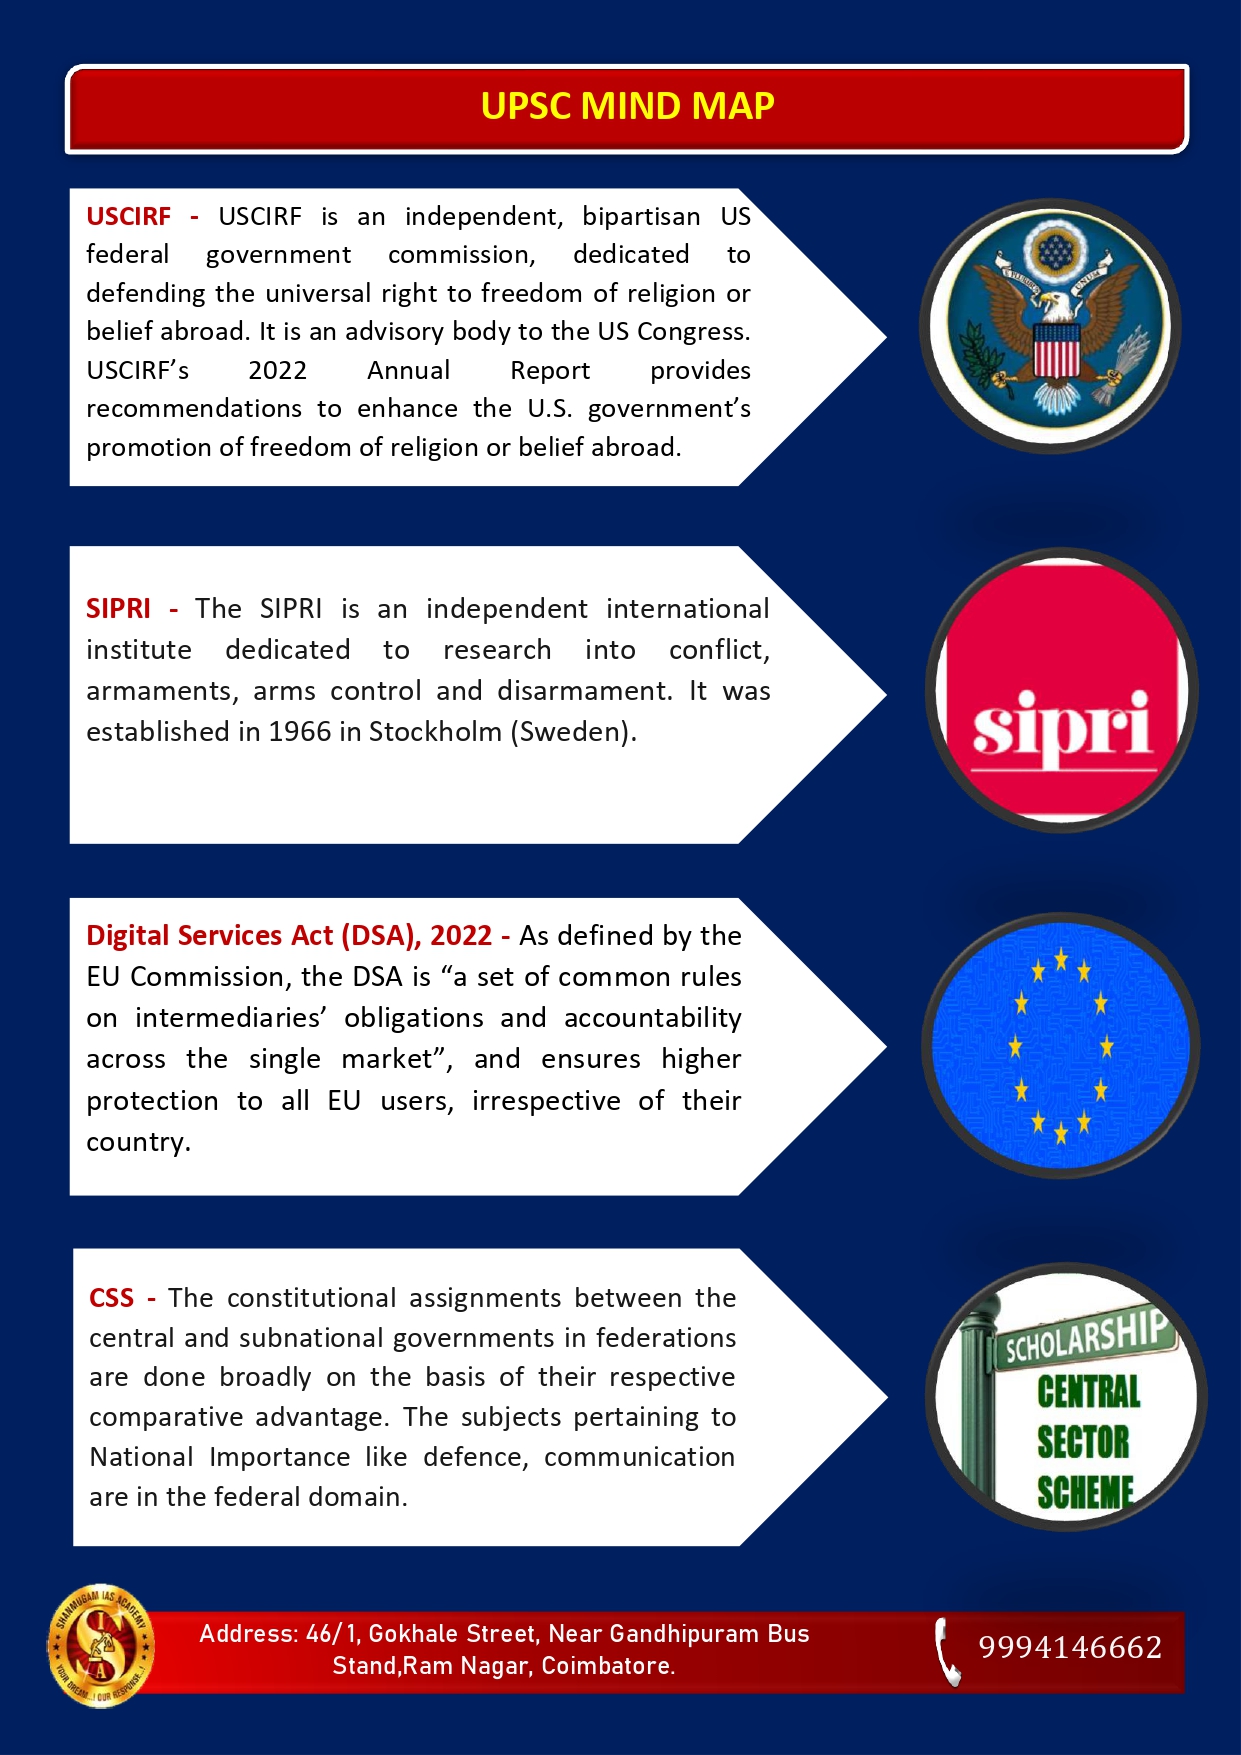 UPSC MIND MAP
USCIRF - USCIRF is an independent, bipartisan US
federal government commission, dedicated to
defending the universal right to freedom of religion or
belief abroad. It is an advisory body to the US Congress.
USCIRF’s 2022 Annual Report provides
recommendations to enhance the U.S. government’s
promotion of freedom of religion or belief abroad.
SIPRI - The SIPRI is an independent international
institute dedicated to research into conflict,
armaments, arms control and disarmament. It was
established in 1966 in Stockholm (Sweden).
sipri
Digital Services Act (DSA), 2022 - As defined by the
EU Commission, the DSA is “a set of common rules
on intermediaries’ obligations and accountability
across the single market”, and ensures higher
protection to all EU users, irrespective of their
country.
CSS - The constitutional assignments between the
central and subnational governments in federations
are done broadly on the basis of their respective
comparative advantage. The subjects pertaining to
National Importance like defence, communication
are in the federal domain.
SCHOLARSHIP
CENTRAL
SECTOR
SCHEME
SHANMUGAM IAS ACADEMY
SIA
YOUR DREAM...! OUR RESPONSE...!
Address: 46/1, Gokhale Street, Near Gandhipuram Bus
Stand,Ram Nagar, Coimbatore.
9994146662